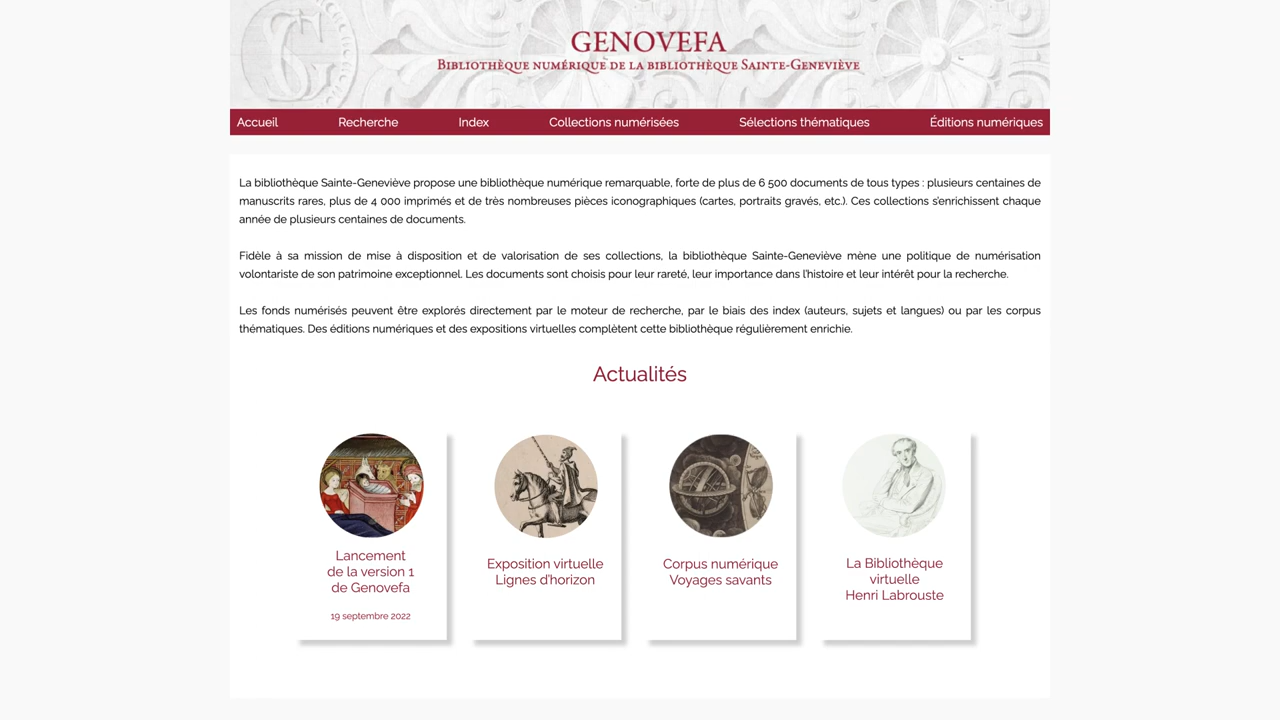 GENOVEFA
BIBLIOTHÈQUE NUMÉRIQUE DE LA BIBLIOTHÈQUE SAINTE-GENEVIÈVE
Accueil Recherche Index Collections numérisées Sélections thématiques Éditions numériques
La bibliothèque Sainte-Geneviève propose une bibliothèque numérique remarquable, forte de plus de 6 500 documents de tous types : plusieurs centaines de
manuscrits rares, plus de 4 000 imprimés et de très nombreuses pièces iconographiques (cartes, portraits gravés, etc.). Ces collections s'enrichissent chaque
année de plusieurs centaines de documents.
Fidèle à sa mission de mise à disposition et de valorisation de ses collections, la bibliothèque Sainte-Geneviève mène une politique de numérisation
volontariste de son patrimoine exceptionnel. Les documents sont choisis pour leur rareté, leur importance dans l'histoire et leur intérêt pour la recherche.
Les fonds numérisés peuvent être explorés directement par le moteur de recherche, par le biais des index (auteurs, sujets et langues) ou par les corpus
thématiques. Des éditions numériques et des expositions virtuelles complètent cette bibliothèque régulièrement enrichie.
Actualités
Lancement
de la version 1
de Genovefa
19 septembre 2022
Exposition virtuelle
Lignes d'horizon
Corpus numérique
Voyages savants
La Bibliothèque
virtuelle
Henri Labrouste